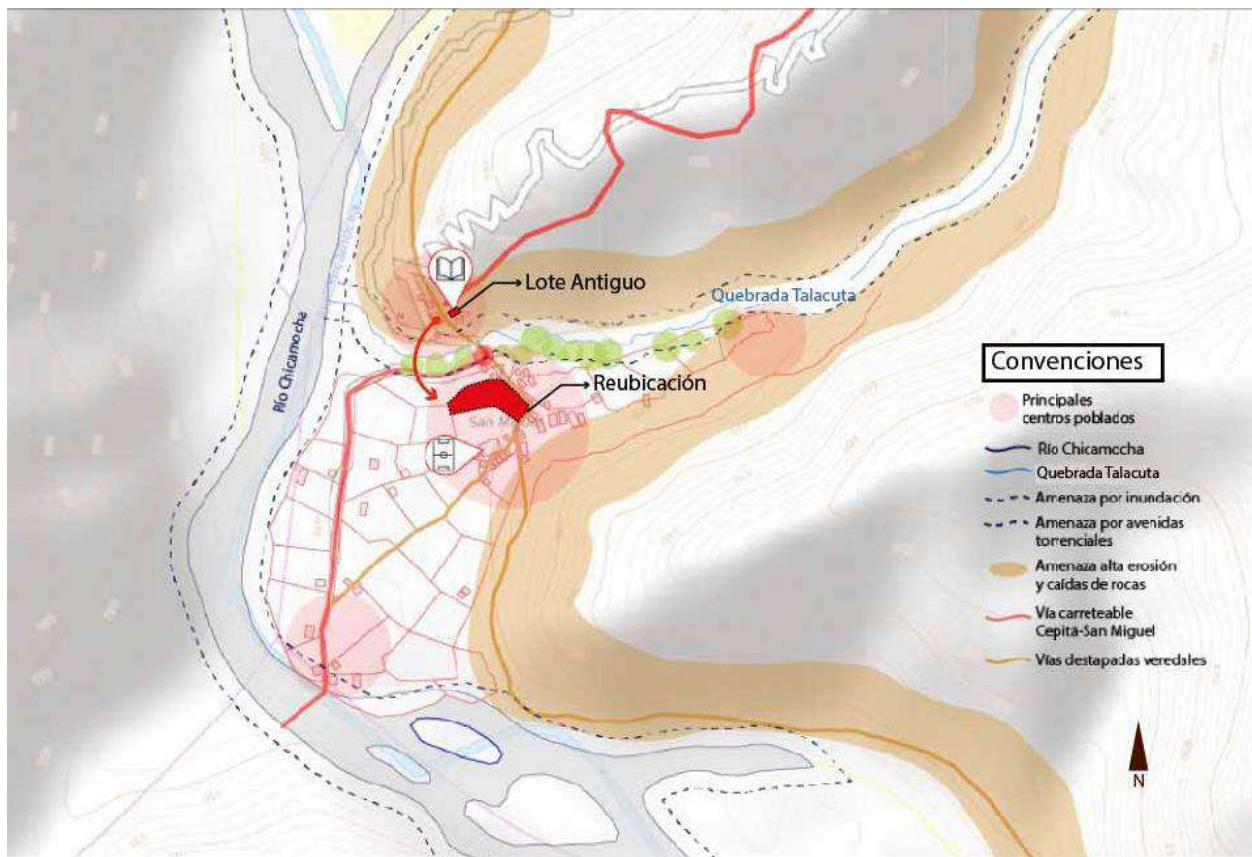 Lote Antiguo
Quebrada Talacuta
Río Chicamocha
Reubicación
San M
Convenciones
Principales
centros poblados
Río Chicamocha
Quebrada Talacuta
Amenaza por inundación
Amenaza por avenidas
torrenciales
Amenaza alta erosión
y caídas de rocas
Vía carreteable
Cepitá-San Miguel
Vías destapadas veredales
N